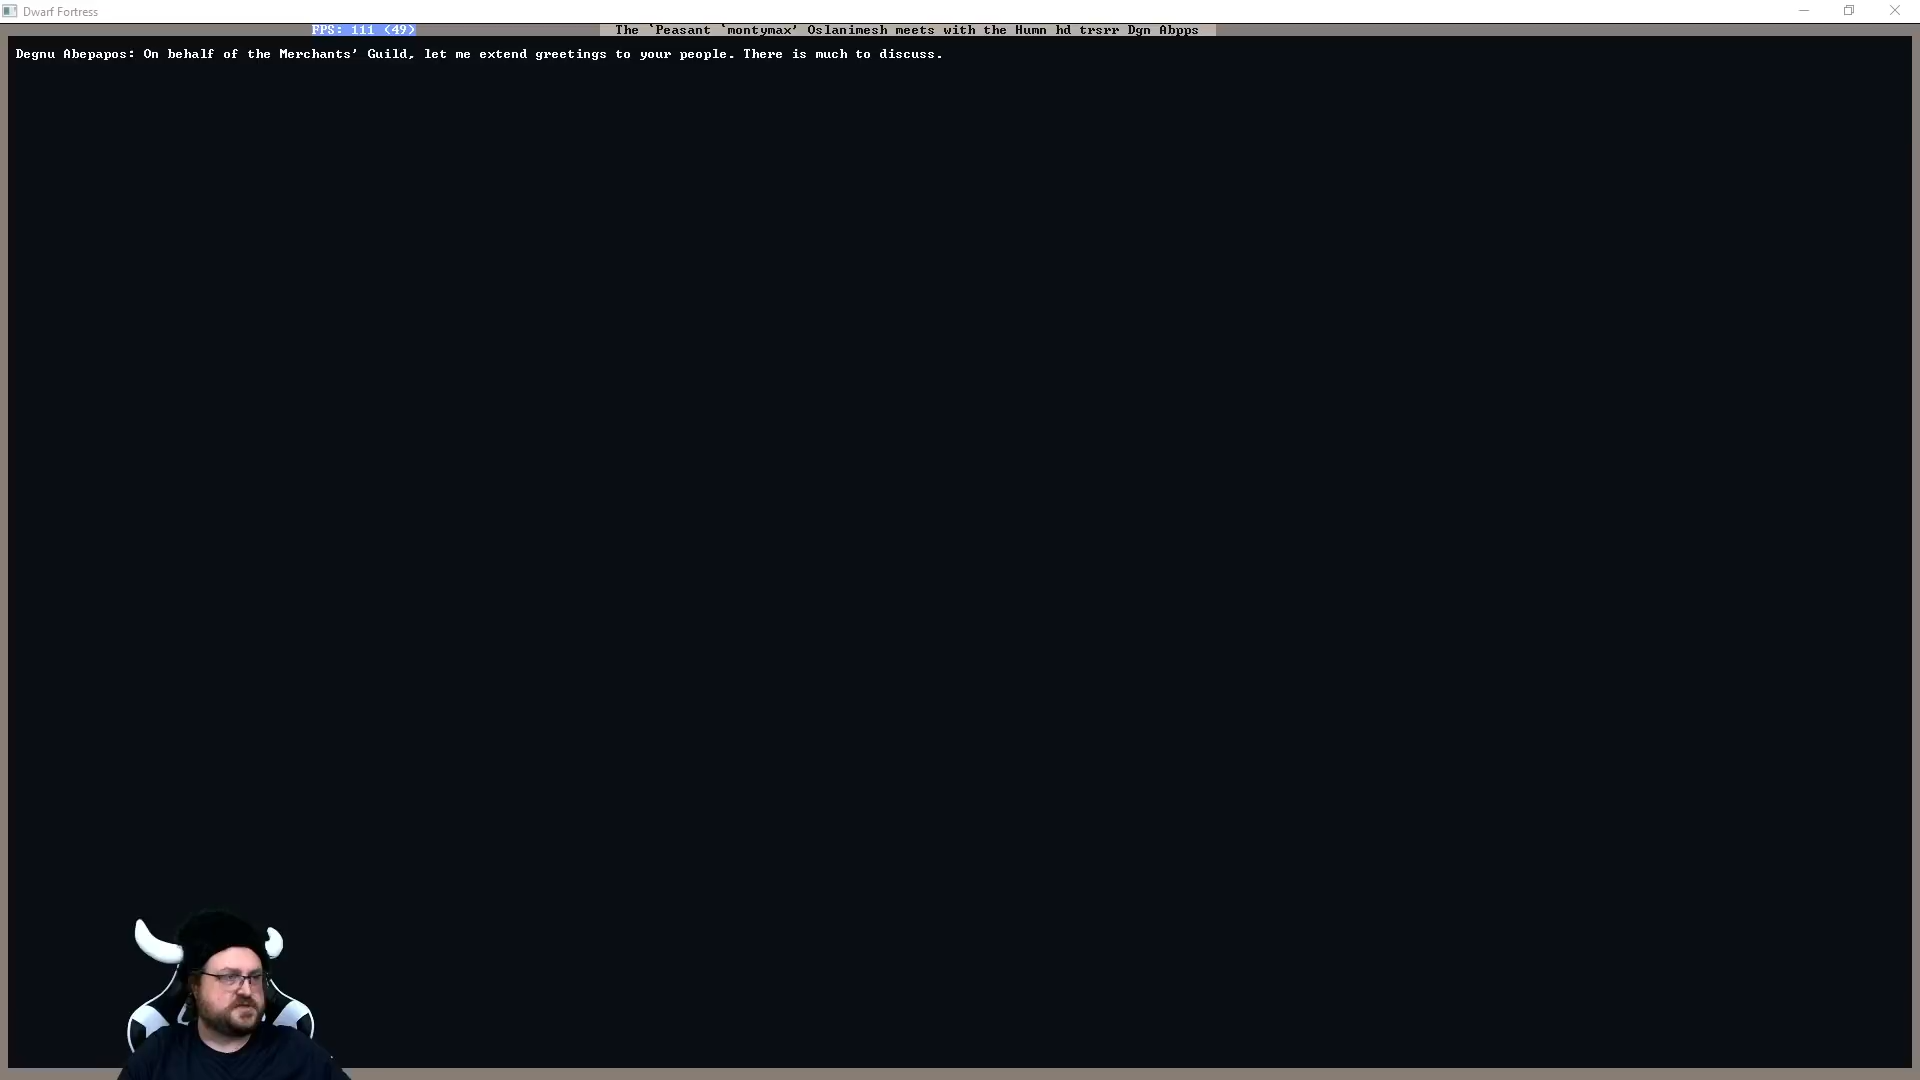 Dwarf Fortress
FPS: 111 (49)
The `Peasant `montymax' Oslanimesh meets with the Humn hd trsrr Dgn Abpps
Degnu Abepapos: On behalf of the Merchants' Guild, let me extend greetings to your people. There is much to discuss.